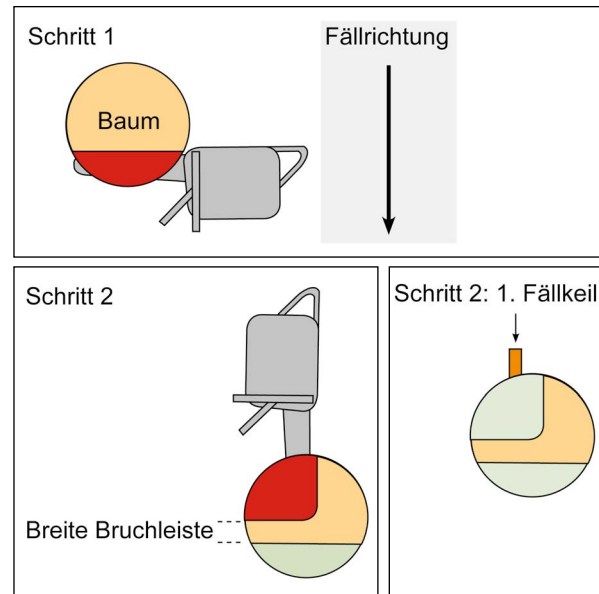 Schritt 1
Fällrichtung
Baum
Schritt 2
Breite Bruchleiste
Schritt 2: 1. Fällkeil